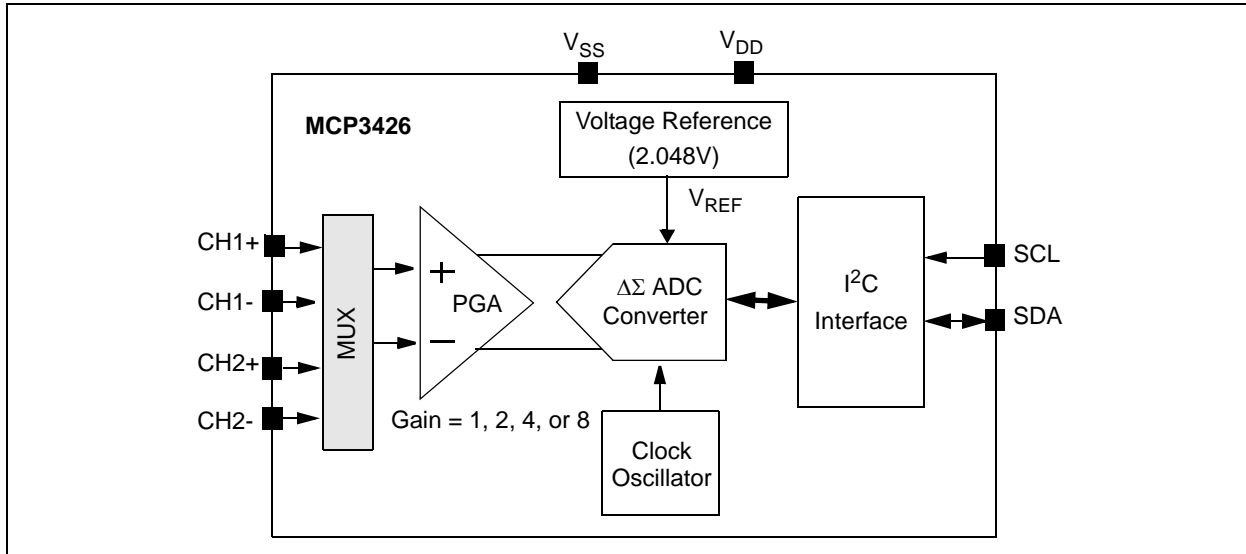 V_SS
V_DD
MCP3426
Voltage Reference
(2.048V)
V_REF
CH1+
CH1-
CH2+
CH2-
MUX
+
PGA
−
Gain = 1, 2, 4, or 8
ΔΣ ADC
Converter
Clock
Oscillator
I²C
Interface
SCL
SDA